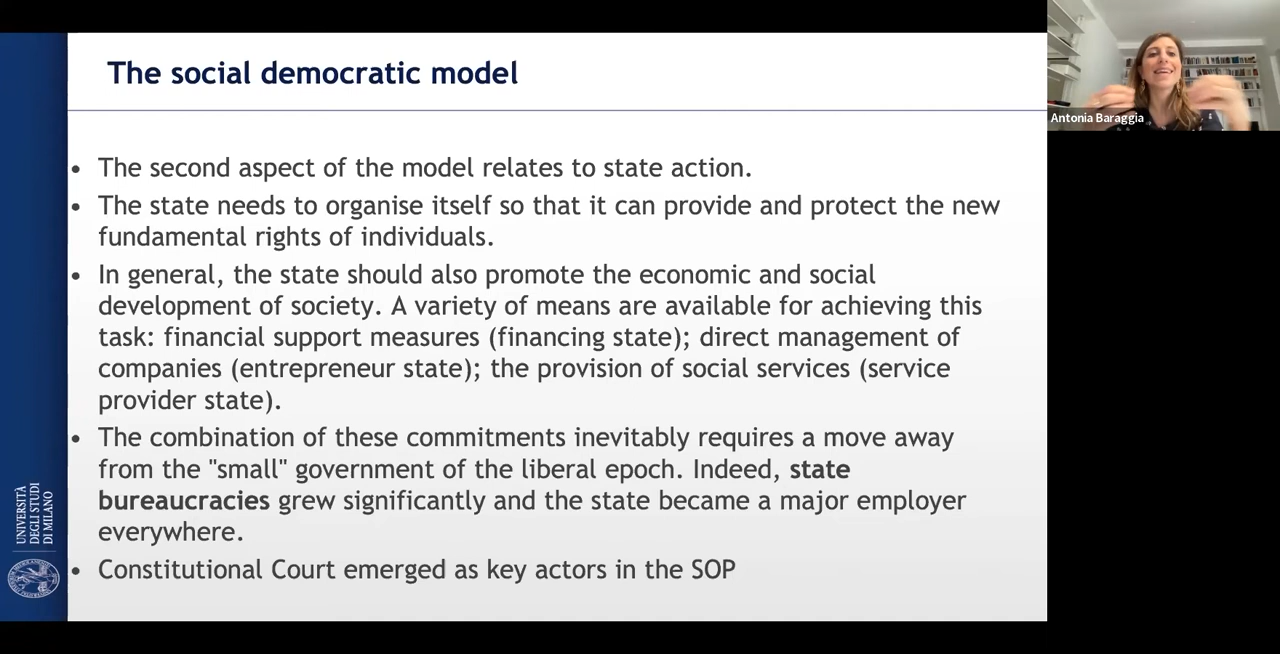 The social democratic model
Antonia Baraggia
• The second aspect of the model relates to state action.
• The state needs to organise itself so that it can provide and protect the new
fundamental rights of individuals.
• In general, the state should also promote the economic and social
development of society. A variety of means are available for achieving this
task: financial support measures (financing state); direct management of
companies (entrepreneur state); the provision of social services (service
provider state).
• The combination of these commitments inevitably requires a move away
from the "small" government of the liberal epoch. Indeed, state
bureaucracies grew significantly and the state became a major employer
everywhere.
• Constitutional Court emerged as key actors in the SOP
UNIVERSITÀ
DEGLI STUDI
DI MILANO